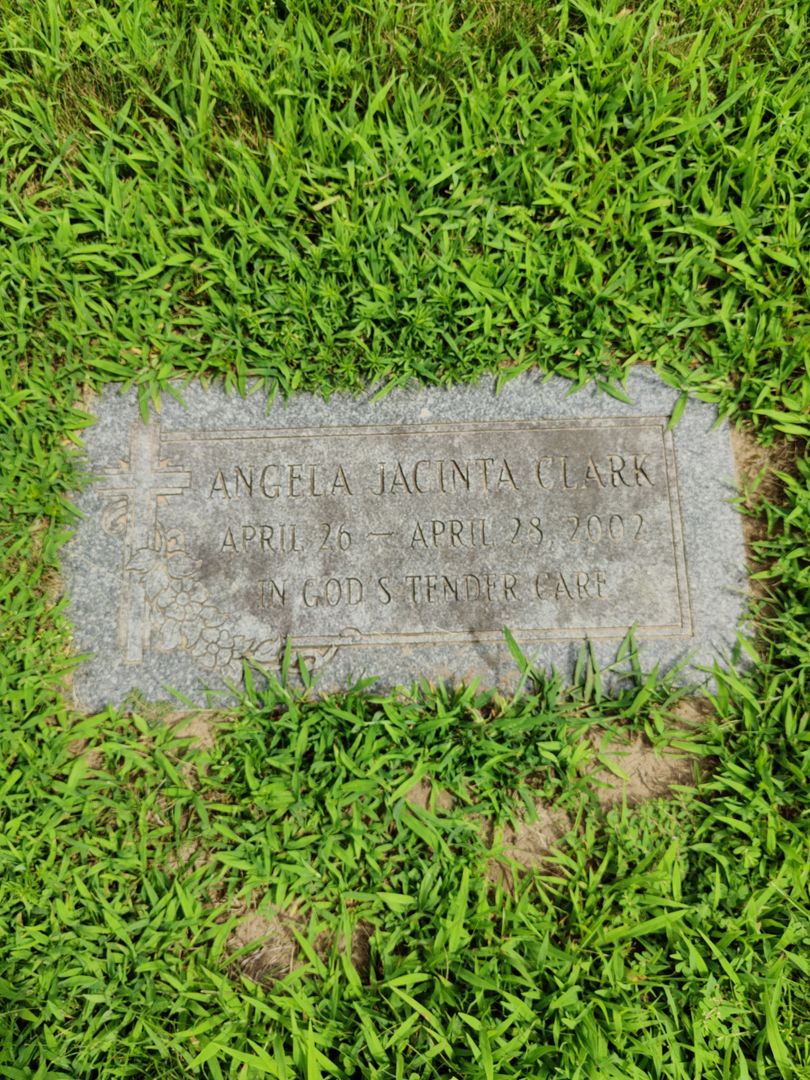 ANGELA JACINTA CLARK
APRIL 26 — APRIL 28, 2002
IN GOD'S TENDER CARE